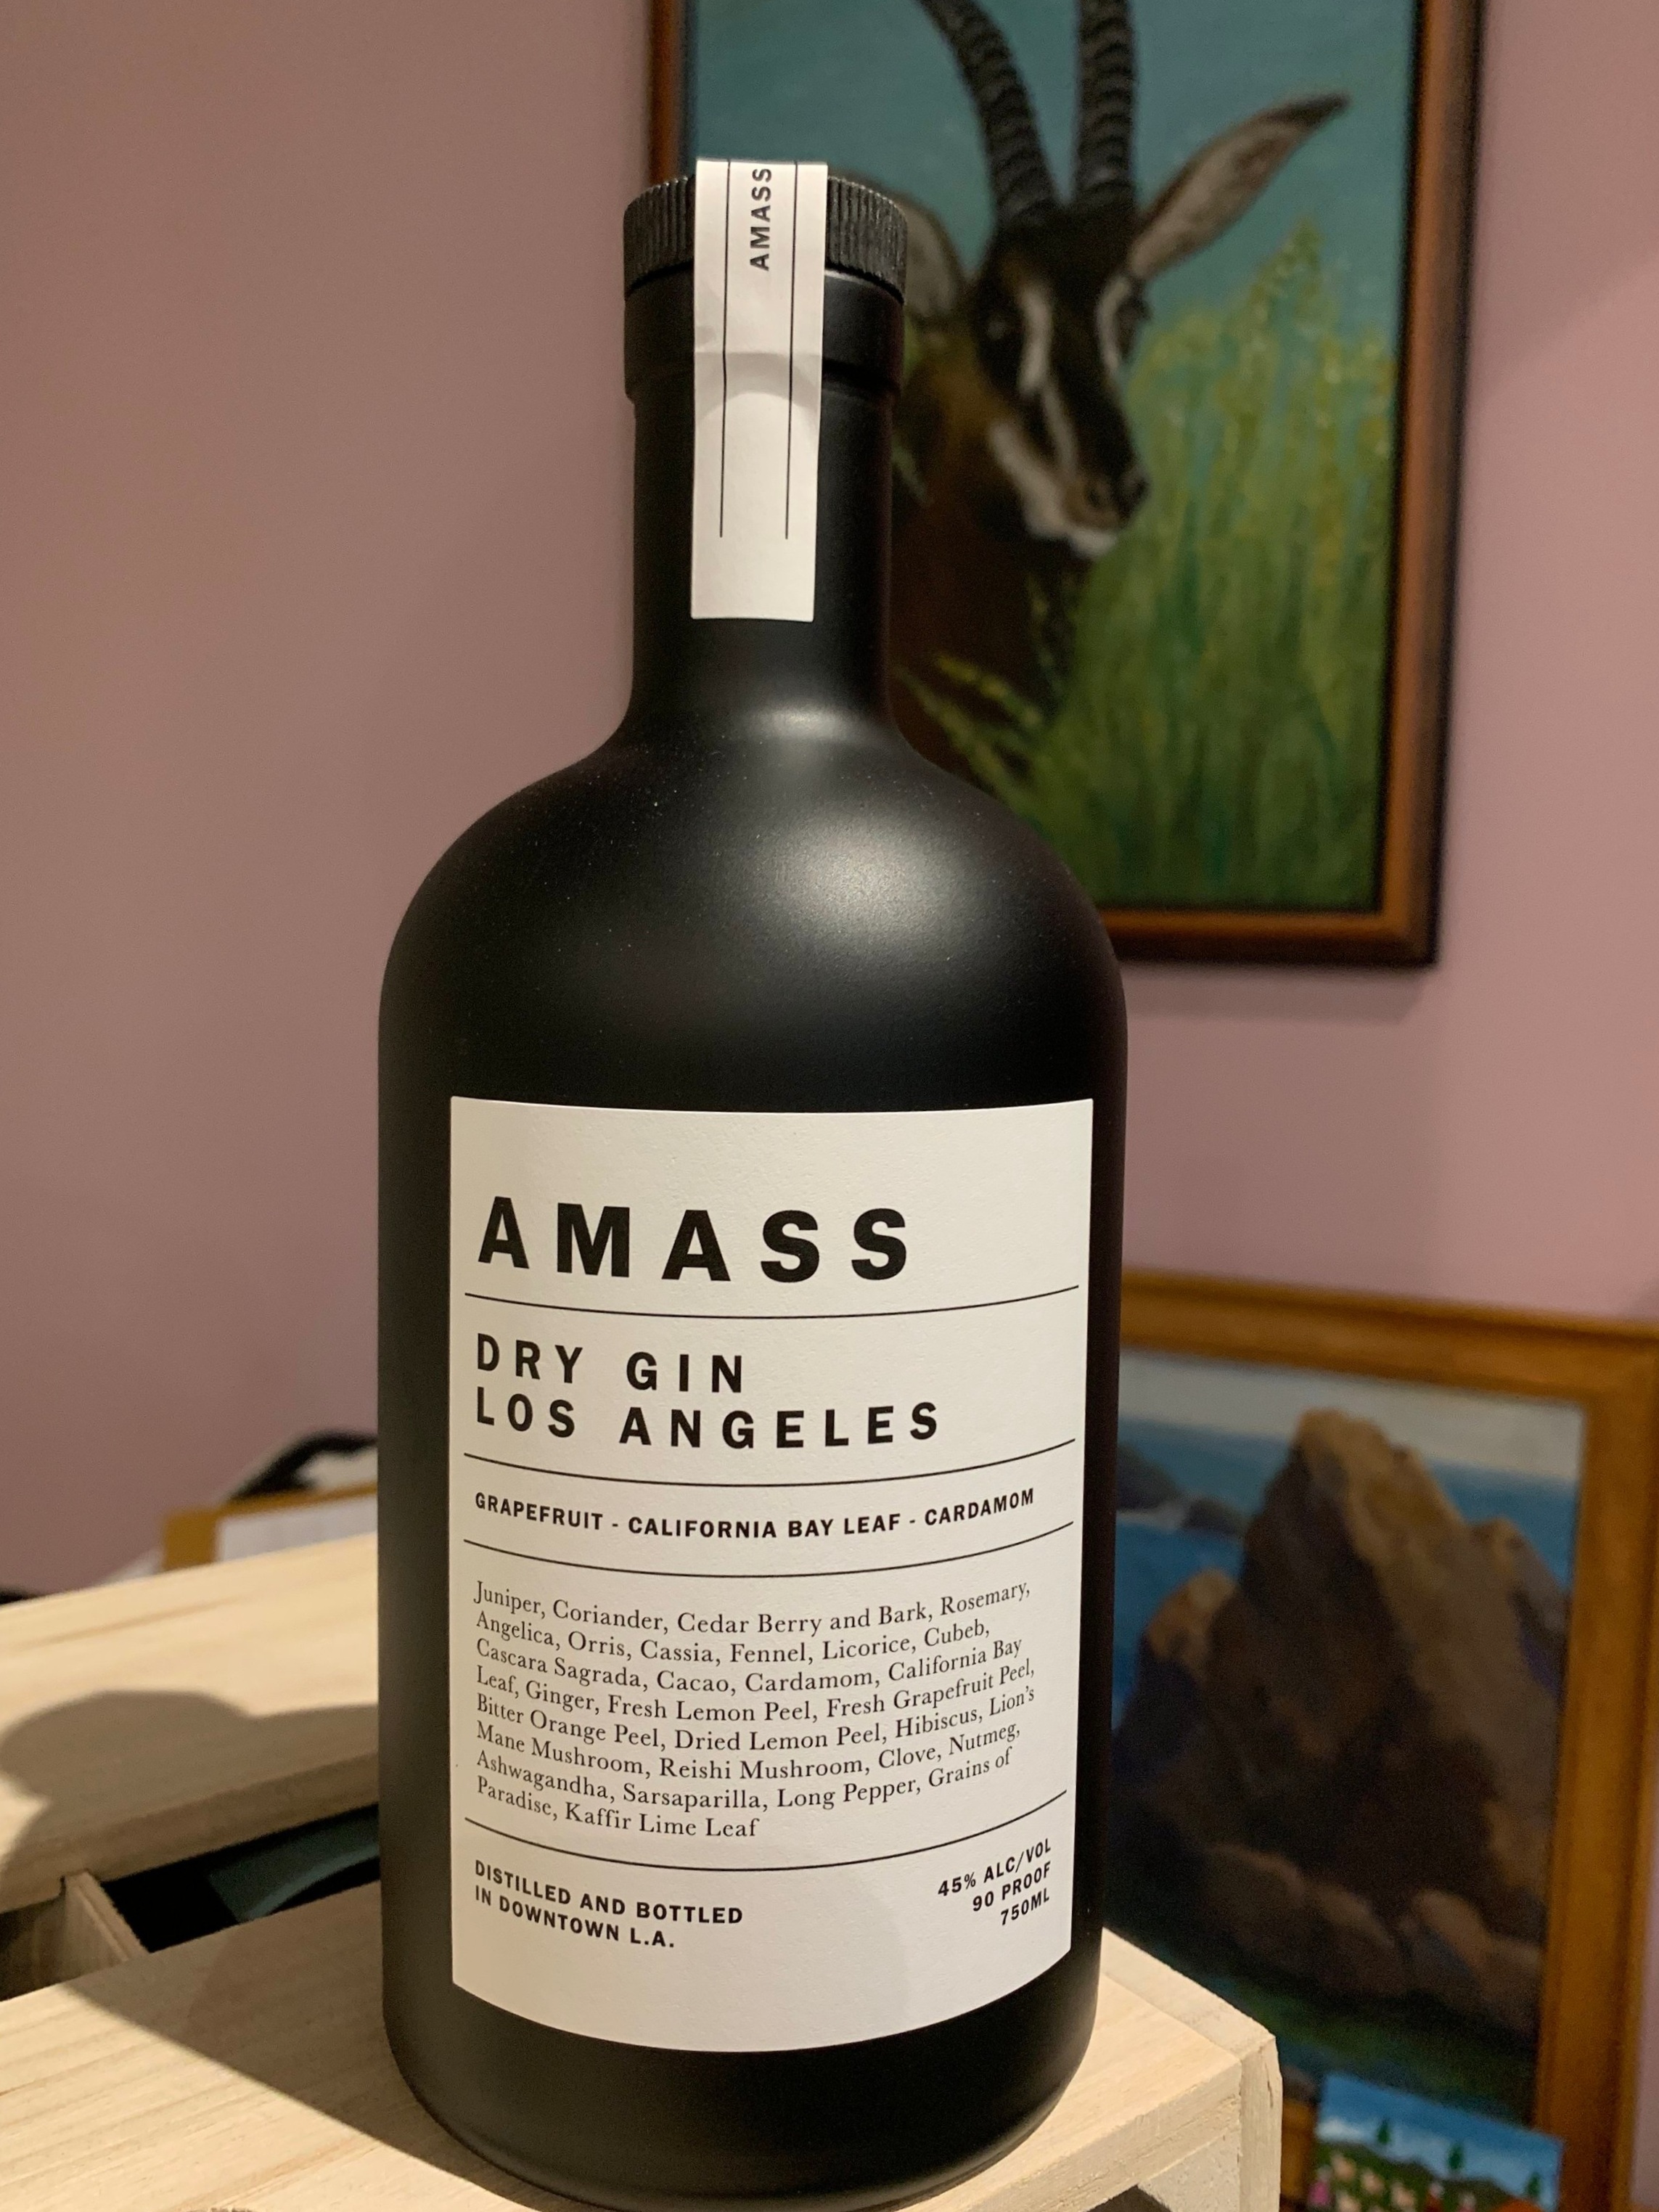 AMASS
AMASS
DRY GIN
LOS ANGELES
GRAPEFRUIT - CALIFORNIA BAY LEAF - CARDAMOM
Juniper, Coriander, Cedar Berry and Bark, Rosemary,
Angelica, Orris, Cassia, Fennel, Licorice, Cubeb,
Cascara Sagrada, Cacao, Cardamom, California Bay
Leaf, Ginger, Fresh Lemon Peel, Fresh Grapefruit Peel,
Bitter Orange Peel, Dried Lemon Peel, Hibiscus, Lion's
Mane Mushroom, Reishi Mushroom, Clove, Nutmeg,
Ashwagandha, Sarsaparilla, Long Pepper, Grains of
Paradise, Kaffir Lime Leaf
DISTILLED AND BOTTLED
IN DOWNTOWN L.A.
45% ALC/VOL
90 PROOF
750ML